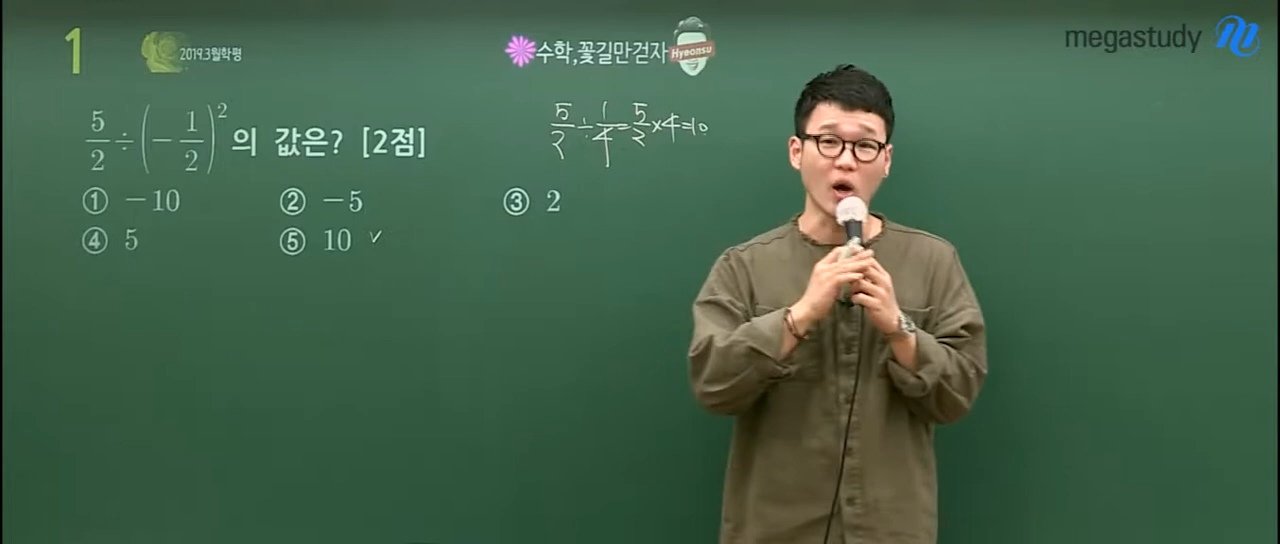 1
2019.3월학평
수학,꽃길만걷자
Hyeonsu
megastudy
5/2 ÷ (−1/2)² 의 값은? [2점]
5/2 ÷ 1/4 = 5/2 × 4 = 10
① −10 ② −5 ③ 2
④ 5 ⑤ 10 ✓